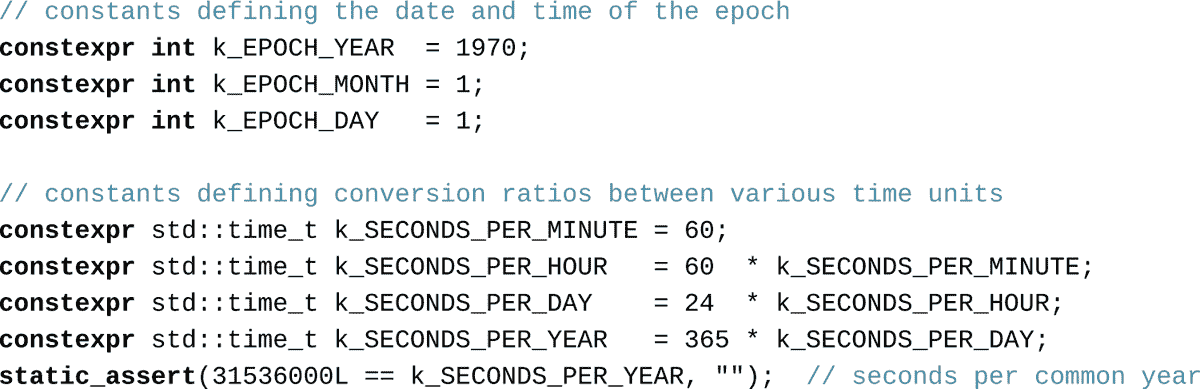 // constants defining the date and time of the epoch
constexpr int k_EPOCH_YEAR  = 1970;
constexpr int k_EPOCH_MONTH = 1;
constexpr int k_EPOCH_DAY   = 1;

// constants defining conversion ratios between various time units
constexpr std::time_t k_SECONDS_PER_MINUTE = 60;
constexpr std::time_t k_SECONDS_PER_HOUR   = 60  * k_SECONDS_PER_MINUTE;
constexpr std::time_t k_SECONDS_PER_DAY    = 24  * k_SECONDS_PER_HOUR;
constexpr std::time_t k_SECONDS_PER_YEAR   = 365 * k_SECONDS_PER_DAY;
static_assert(31536000L == k_SECONDS_PER_YEAR, "");  // seconds per common year